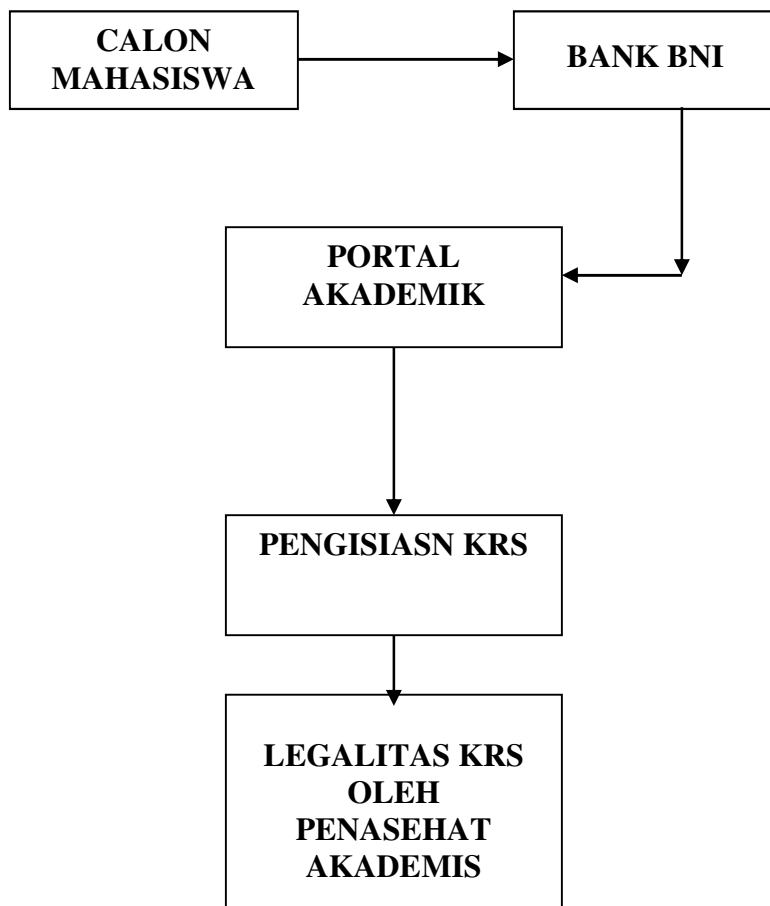 CALON
MAHASISWA
BANK BNI
PORTAL
AKADEMIK
PENGISIASN KRS
LEGALITAS KRS
OLEH
PENASEHAT
AKADEMIS